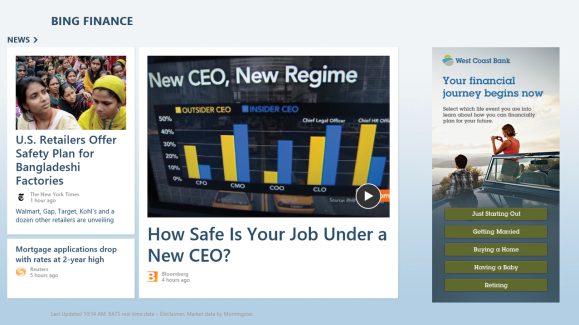 BING FINANCE
NEWS
U.S. Retailers Offer
Safety Plan for
Bangladeshi
Factories
The New York Times
1 hour ago
Walmart, Gap, Target, Kohl's and a
dozen other retailers are unveiling
Mortgage applications drop
with rates at 2-year high
Reuters
5 hours ago
New CEO, New Regime
OUTSIDER CEO INSIDER CEO
Chief Legal Officer Chief HR Offi
50%
40%
30%
20%
10%
0
CFO CMO COO CLO
Source:
How Safe Is Your Job Under a
New CEO?
B
Bloomberg
4 hours ago
West Coast Bank
Your financial
journey begins now
Select which life event you are into
learn about how you can financially
plan for your future.
Just Starting Out
Getting Married
Buying a Home
Having a Baby
Retiring
Last Updated BATS real-time data - Disclaimer. Market data by Morningstar.